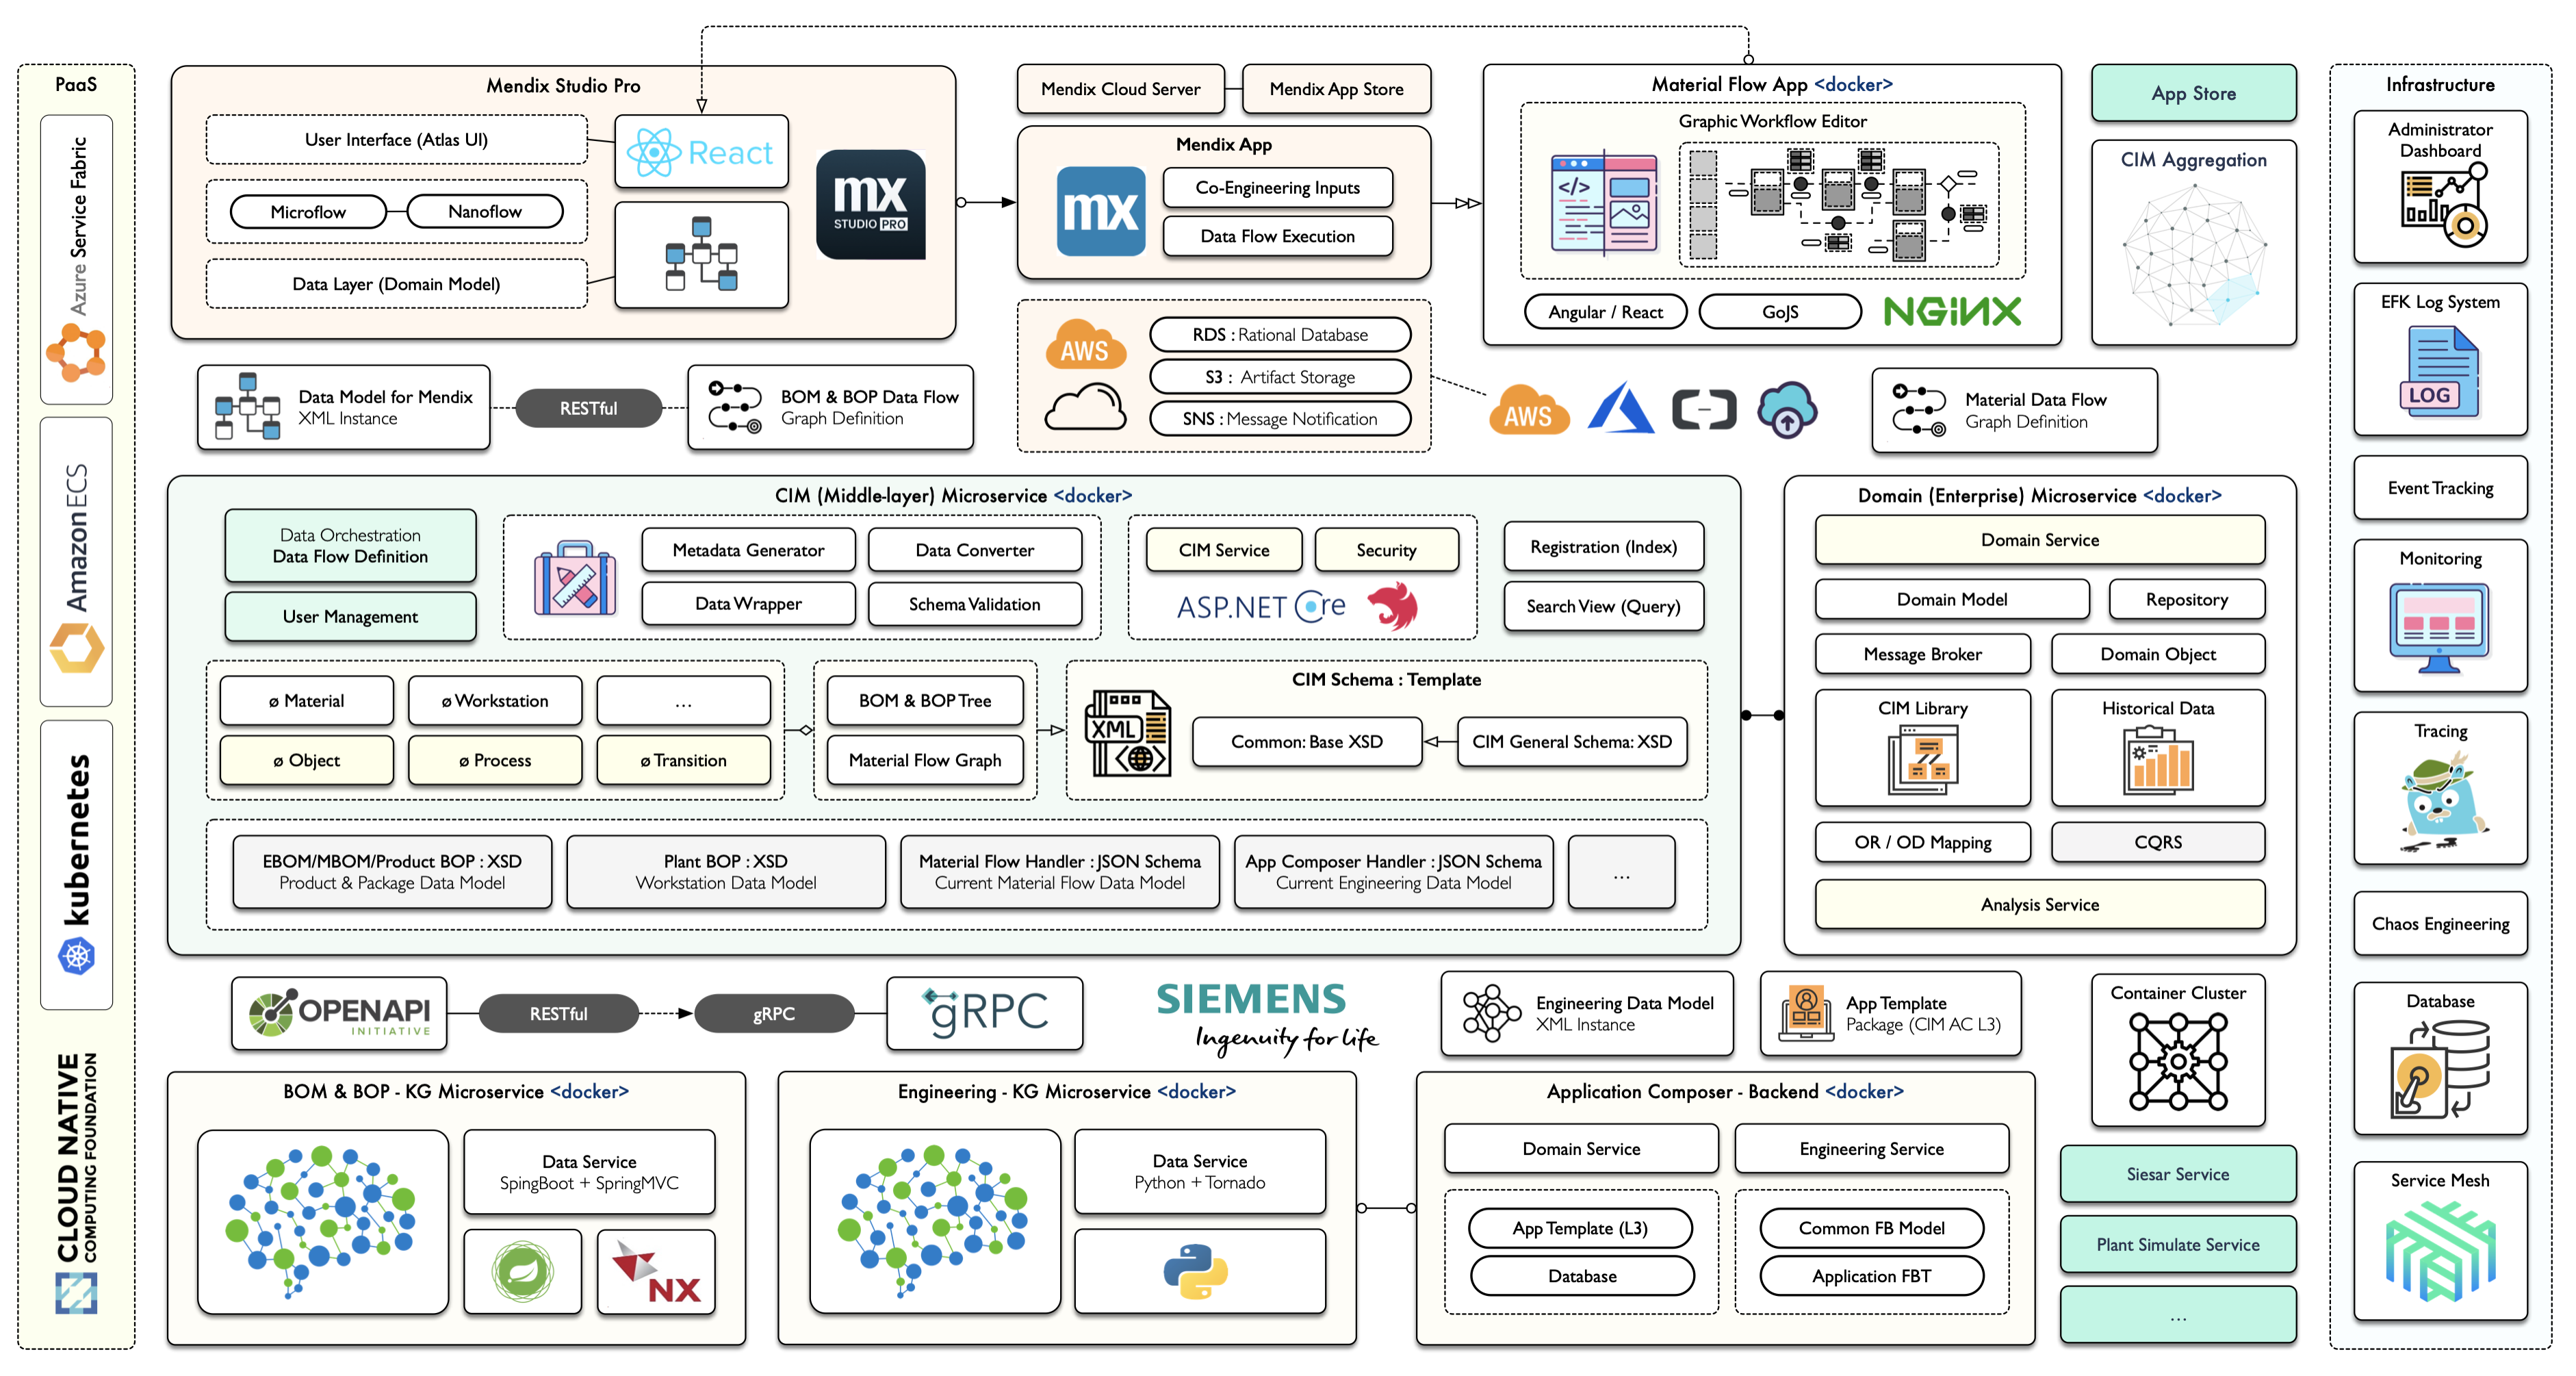 PaaS
Azure Service Fabric
Amazon ECS
kubernetes
CLOUD NATIVE
COMPUTING FOUNDATION
Mendix Studio Pro
User Interface (Atlas UI)
React
Microflow
Nanoflow
Data Layer (Domain Model)
mx
STUDIO PRO
Mendix Cloud Server
Mendix App Store
Mendix App
mx
Co-Engineering Inputs
Data Flow Execution
Material Flow App <docker>
Graphic Workflow Editor
</>
Angular / React
GoJS
NGINX
App Store
CIM Aggregation
Data Model for Mendix
XML Instance
RESTful
BOM & BOP Data Flow
Graph Definition
AWS
RDS : Rational Database
S3 : Artifact Storage
SNS : Message Notification
AWS
Material Data Flow
Graph Definition
CIM (Middle-layer) Microservice <docker>
Data Orchestration
Data Flow Definition
User Management
Metadata Generator
Data Converter
Data Wrapper
Schema Validation
CIM Service
Security
ASP.NET Core
Registration (Index)
Search View (Query)
ø Material
ø Workstation
...
ø Object
ø Process
ø Transition
BOM & BOP Tree
Material Flow Graph
CIM Schema : Template
XML
Common: Base XSD
CIM General Schema: XSD
EBOM/MBOM/Product BOP : XSD
Product & Package Data Model
Plant BOP : XSD
Workstation Data Model
Material Flow Handler : JSON Schema
Current Material Flow Data Model
App Composer Handler : JSON Schema
Current Engineering Data Model
...
Domain (Enterprise) Microservice <docker>
Domain Service
Domain Model
Repository
Message Broker
Domain Object
CIM Library
Historical Data
OR / OD Mapping
CQRS
Analysis Service
OPENAPI
INITIATIVE
RESTful
gRPC
gRPC
SIEMENS
Ingenuity for life
Engineering Data Model
XML Instance
App Template
Package (CIM AC L3)
Container Cluster
BOM & BOP - KG Microservice <docker>
Data Service
SpingBoot + SpringMVC
NX
Engineering - KG Microservice <docker>
Data Service
Python + Tornado
Application Composer - Backend <docker>
Domain Service
Engineering Service
App Template (L3)
Database
Common FB Model
Application FBT
Siesar Service
Plant Simulate Service
...
Infrastructure
Administrator
Dashboard
EFK Log System
LOG
Event Tracking
Monitoring
Tracing
Chaos Engineering
Database
Service Mesh